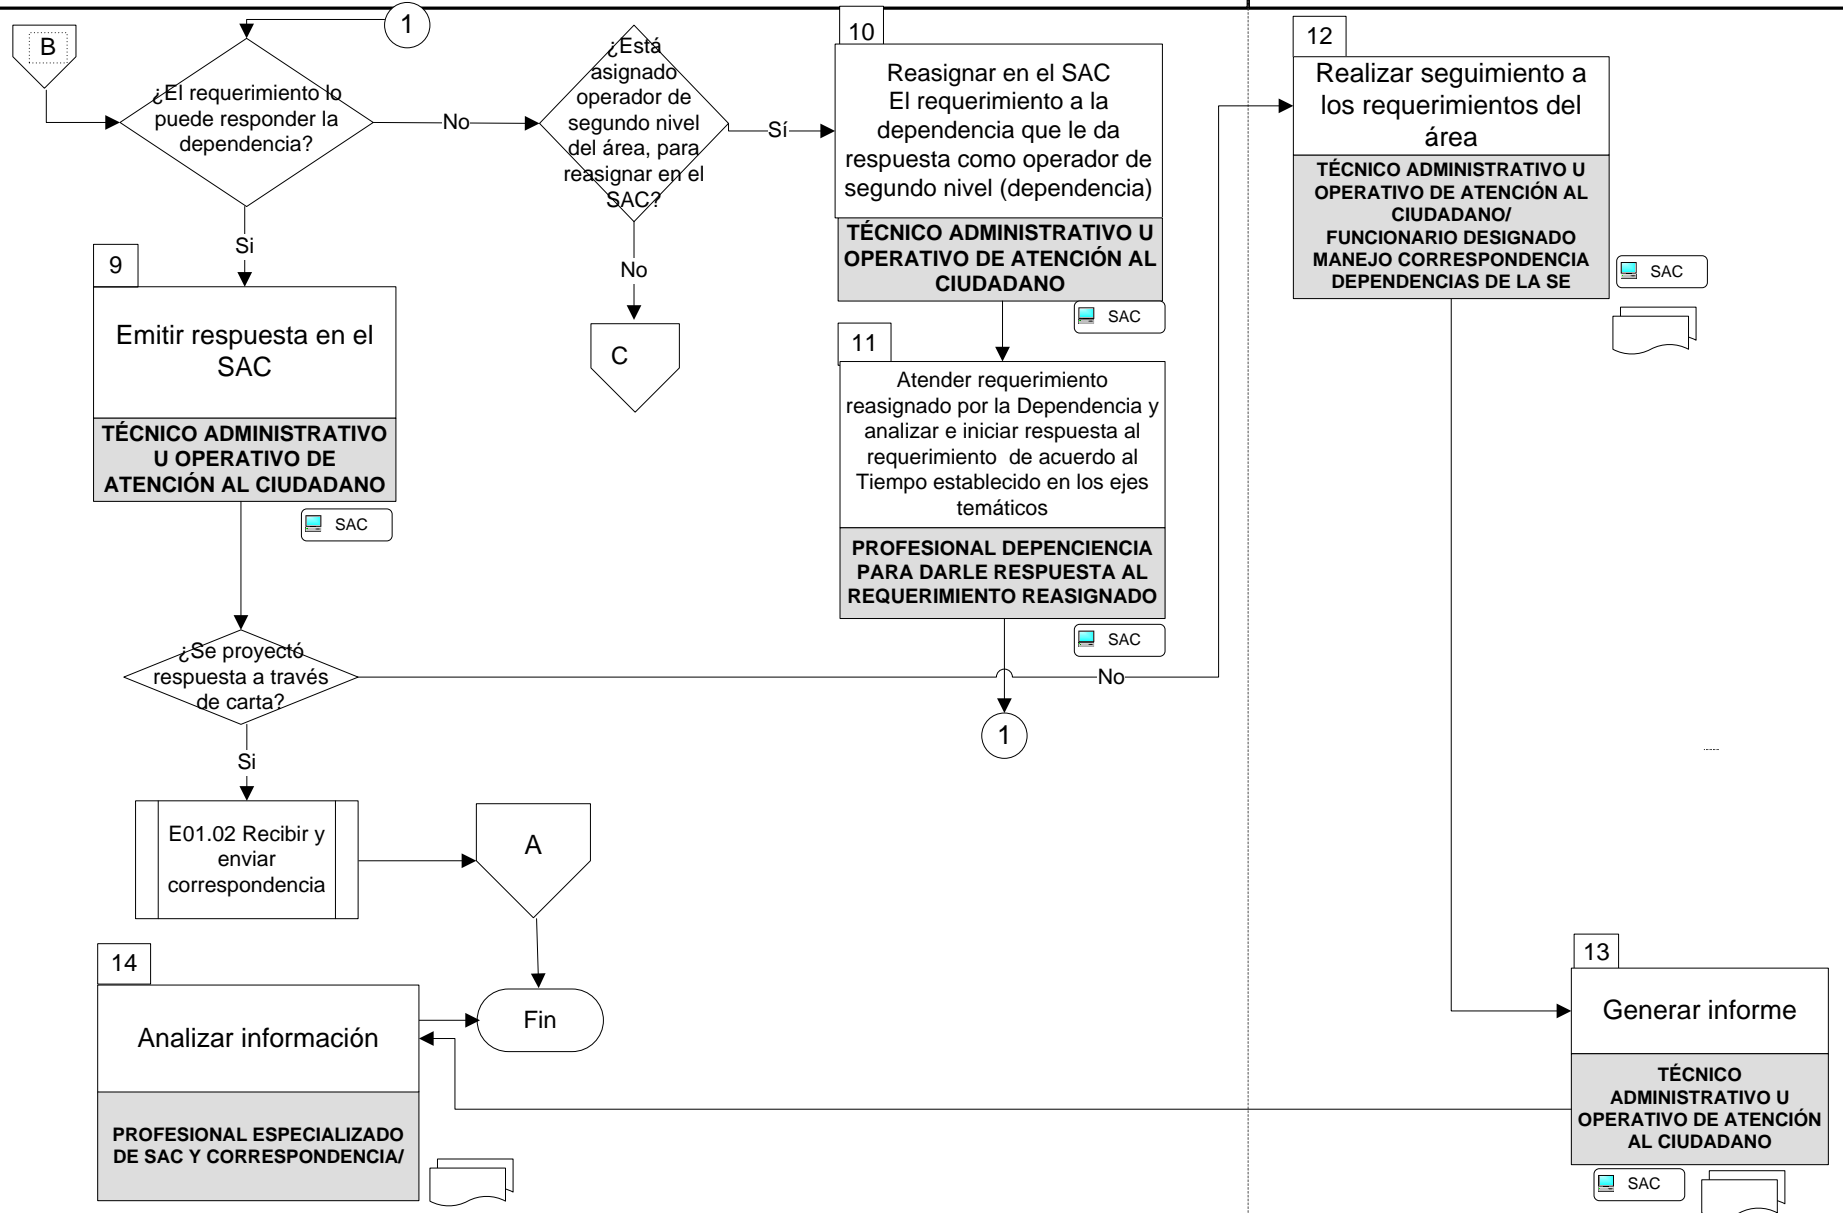 B
1
¿El requerimiento lo
puede responder la
dependencia?
No
¿Está
asignado
operador de
segundo nivel
del área, para
reasignar en el
SAC?
Sí
10
Reasignar en el SAC
El requerimiento a la
dependencia que le da
respuesta como operador de
segundo nivel (dependencia)
TÉCNICO ADMINISTRATIVO U
OPERATIVO DE ATENCIÓN AL
CIUDADANO
SAC
12
Realizar seguimiento a
los requerimientos del
área
TÉCNICO ADMINISTRATIVO U
OPERATIVO DE ATENCIÓN AL
CIUDADANO/
FUNCIONARIO DESIGNADO
MANEJO CORRESPONDENCIA
DEPENDENCIAS DE LA SE
SAC
Si
No
C
9
Emitir respuesta en el
SAC
TÉCNICO ADMINISTRATIVO
U OPERATIVO DE
ATENCIÓN AL CIUDADANO
SAC
11
Atender requerimiento
reasignado por la Dependencia y
analizar e iniciar respuesta al
requerimiento de acuerdo al
Tiempo establecido en los ejes
temáticos
PROFESIONAL DEPENCIENCIA
PARA DARLE RESPUESTA AL
REQUERIMIENTO REASIGNADO
SAC
¿Se proyectó
respuesta a través
de carta?
No
1
Si
E01.02 Recibir y
enviar
correspondencia
A
Fin
14
Analizar información
PROFESIONAL ESPECIALIZADO
DE SAC Y CORRESPONDENCIA/
13
Generar informe
TÉCNICO
ADMINISTRATIVO U
OPERATIVO DE ATENCIÓN
AL CIUDADANO
SAC